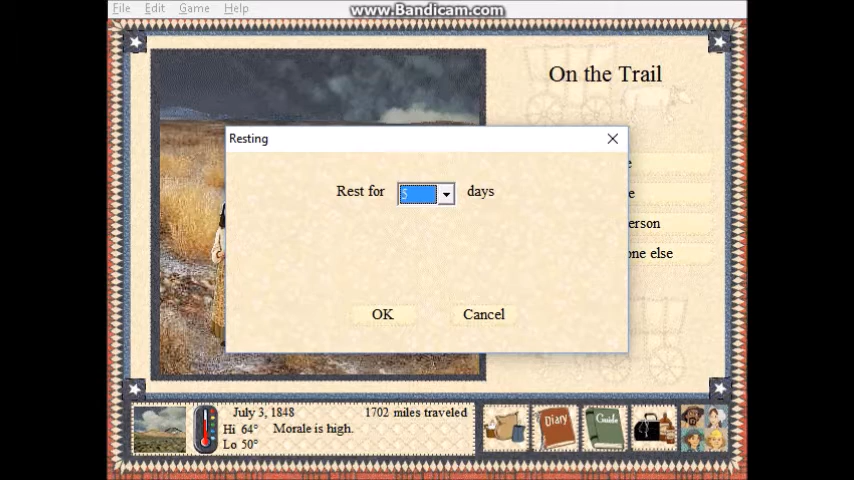 File Edit Game Help
www.Bandicam.com
On the Trail
Resting
Rest for 5 days
erson
one else
OK Cancel
July 3, 1848 1702 miles traveled
Hi 64° Morale is high.
Lo 50°
Diary
Guide